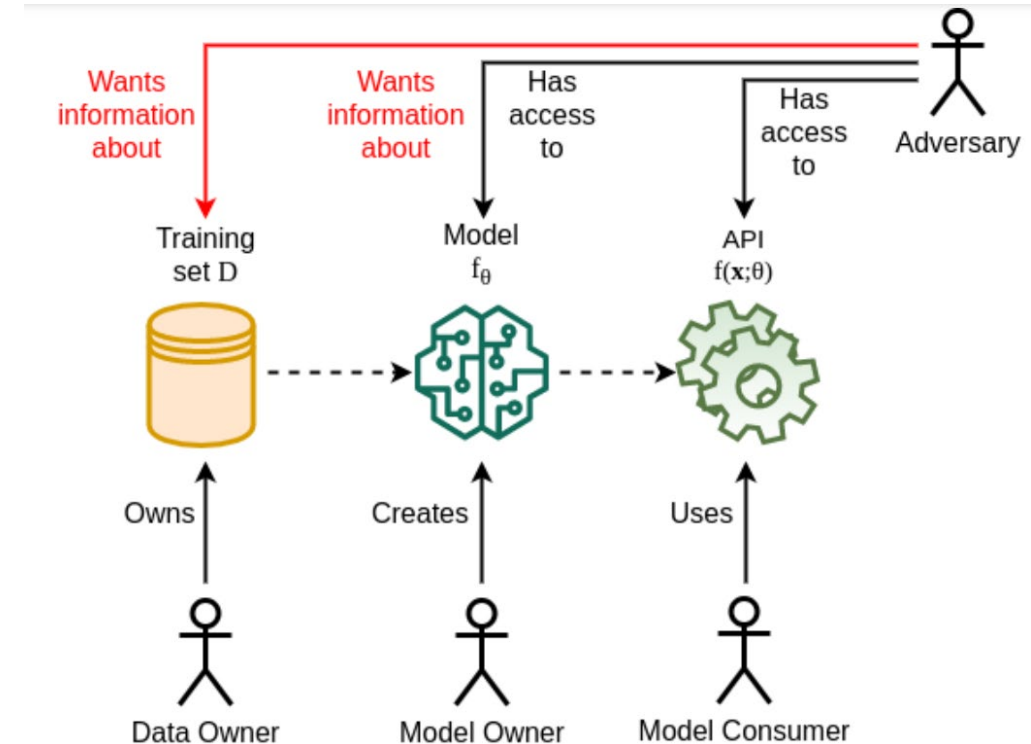 Wants
information
about
Wants
information
about
Has
access
to
Has
access
to
Adversary
Training
set D
Model
fθ
API
f(x;θ)
Owns
Creates
Uses
Data Owner
Model Owner
Model Consumer